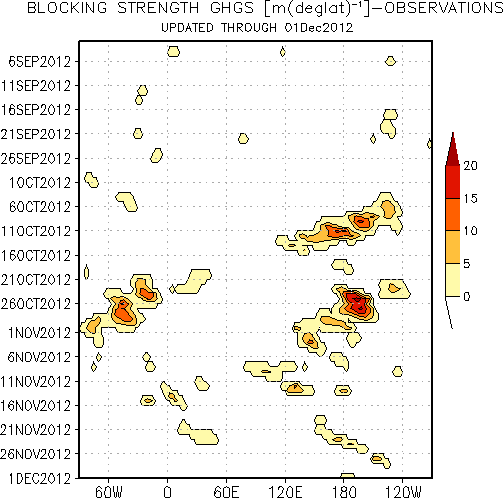 BLOCKING STRENGTH GHGS [m(deglat)⁻¹]–OBSERVATIONS
UPDATED THROUGH 01Dec2012
6SEP2012
11SEP2012
16SEP2012
21SEP2012
26SEP2012
1OCT2012
6OCT2012
11OCT2012
16OCT2012
21OCT2012
26OCT2012
1NOV2012
6NOV2012
11NOV2012
16NOV2012
21NOV2012
26NOV2012
1DEC2012
60W 0 60E 120E 180 120W
20
15
10
5
0